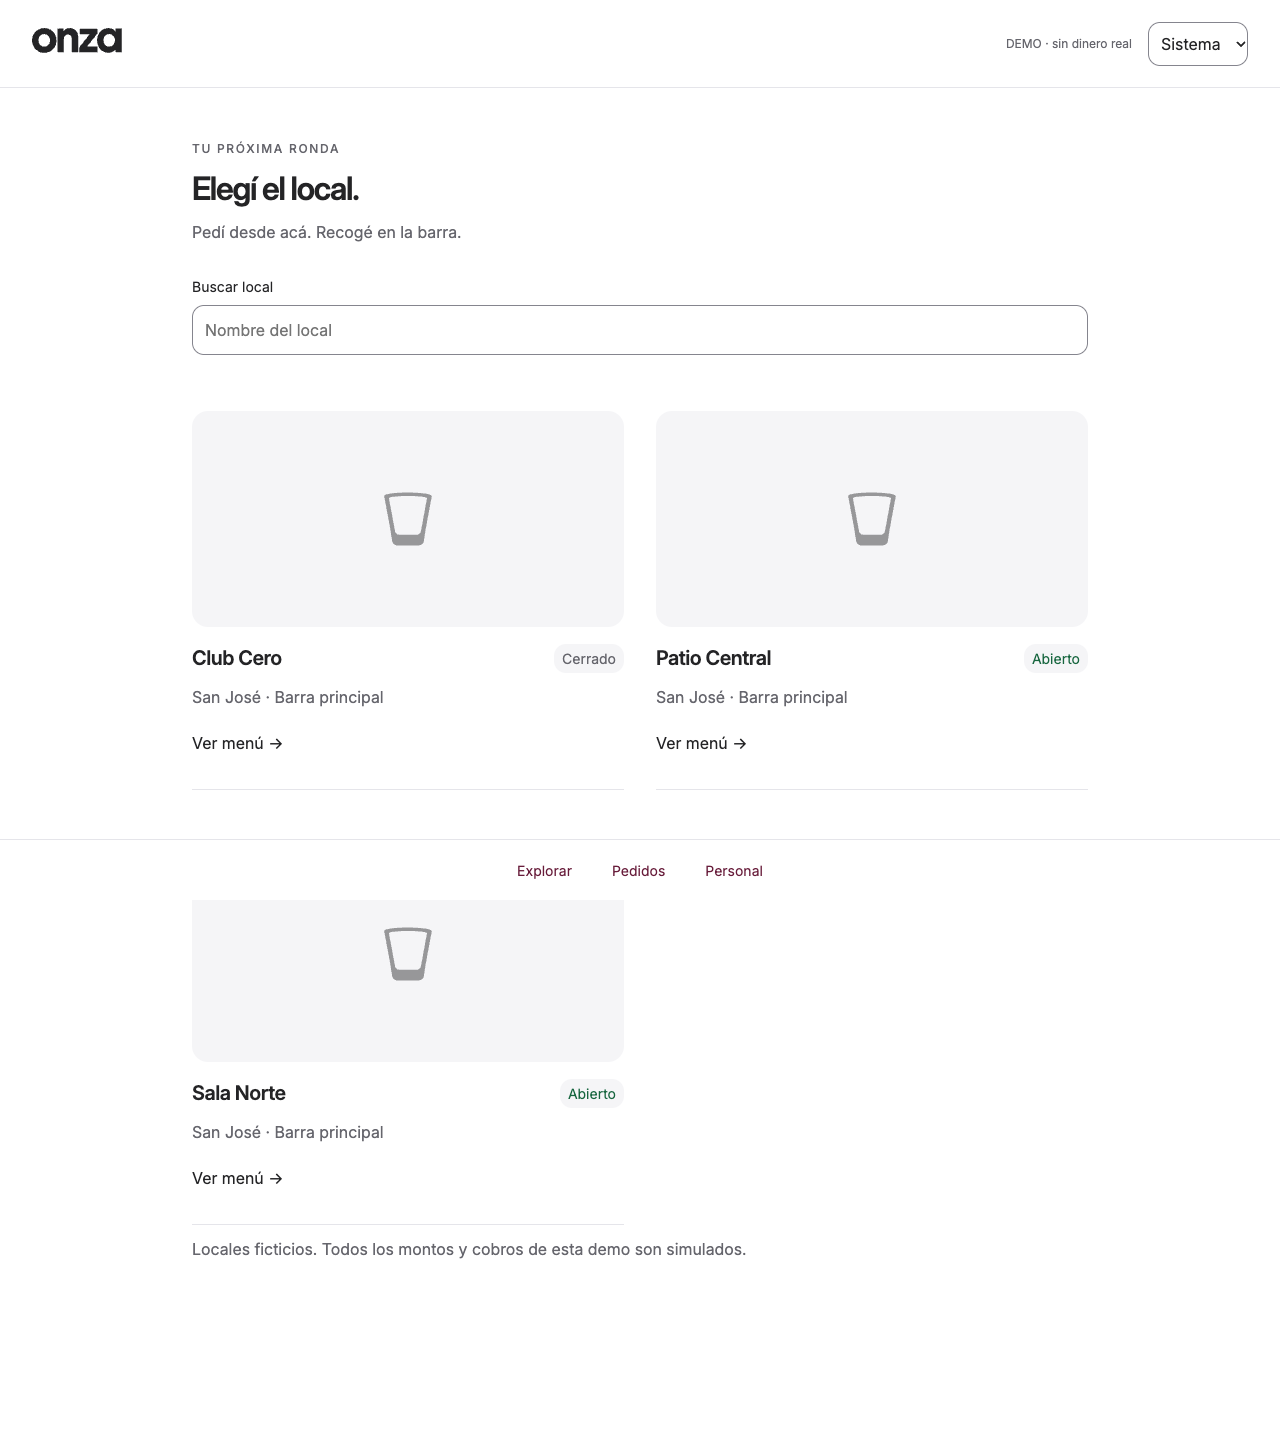 onza
DEMO · sin dinero real
Sistema
TU PRÓXIMA RONDA
Elegí el local.
Pedí desde acá. Recogé en la barra.
Buscar local
Nombre del local
Club Cero
Cerrado
San José · Barra principal
Ver menú →
Patio Central
Abierto
San José · Barra principal
Ver menú →
Explorar
Pedidos
Personal
Sala Norte
Abierto
San José · Barra principal
Ver menú →
Locales ficticios. Todos los montos y cobros de esta demo son simulados.